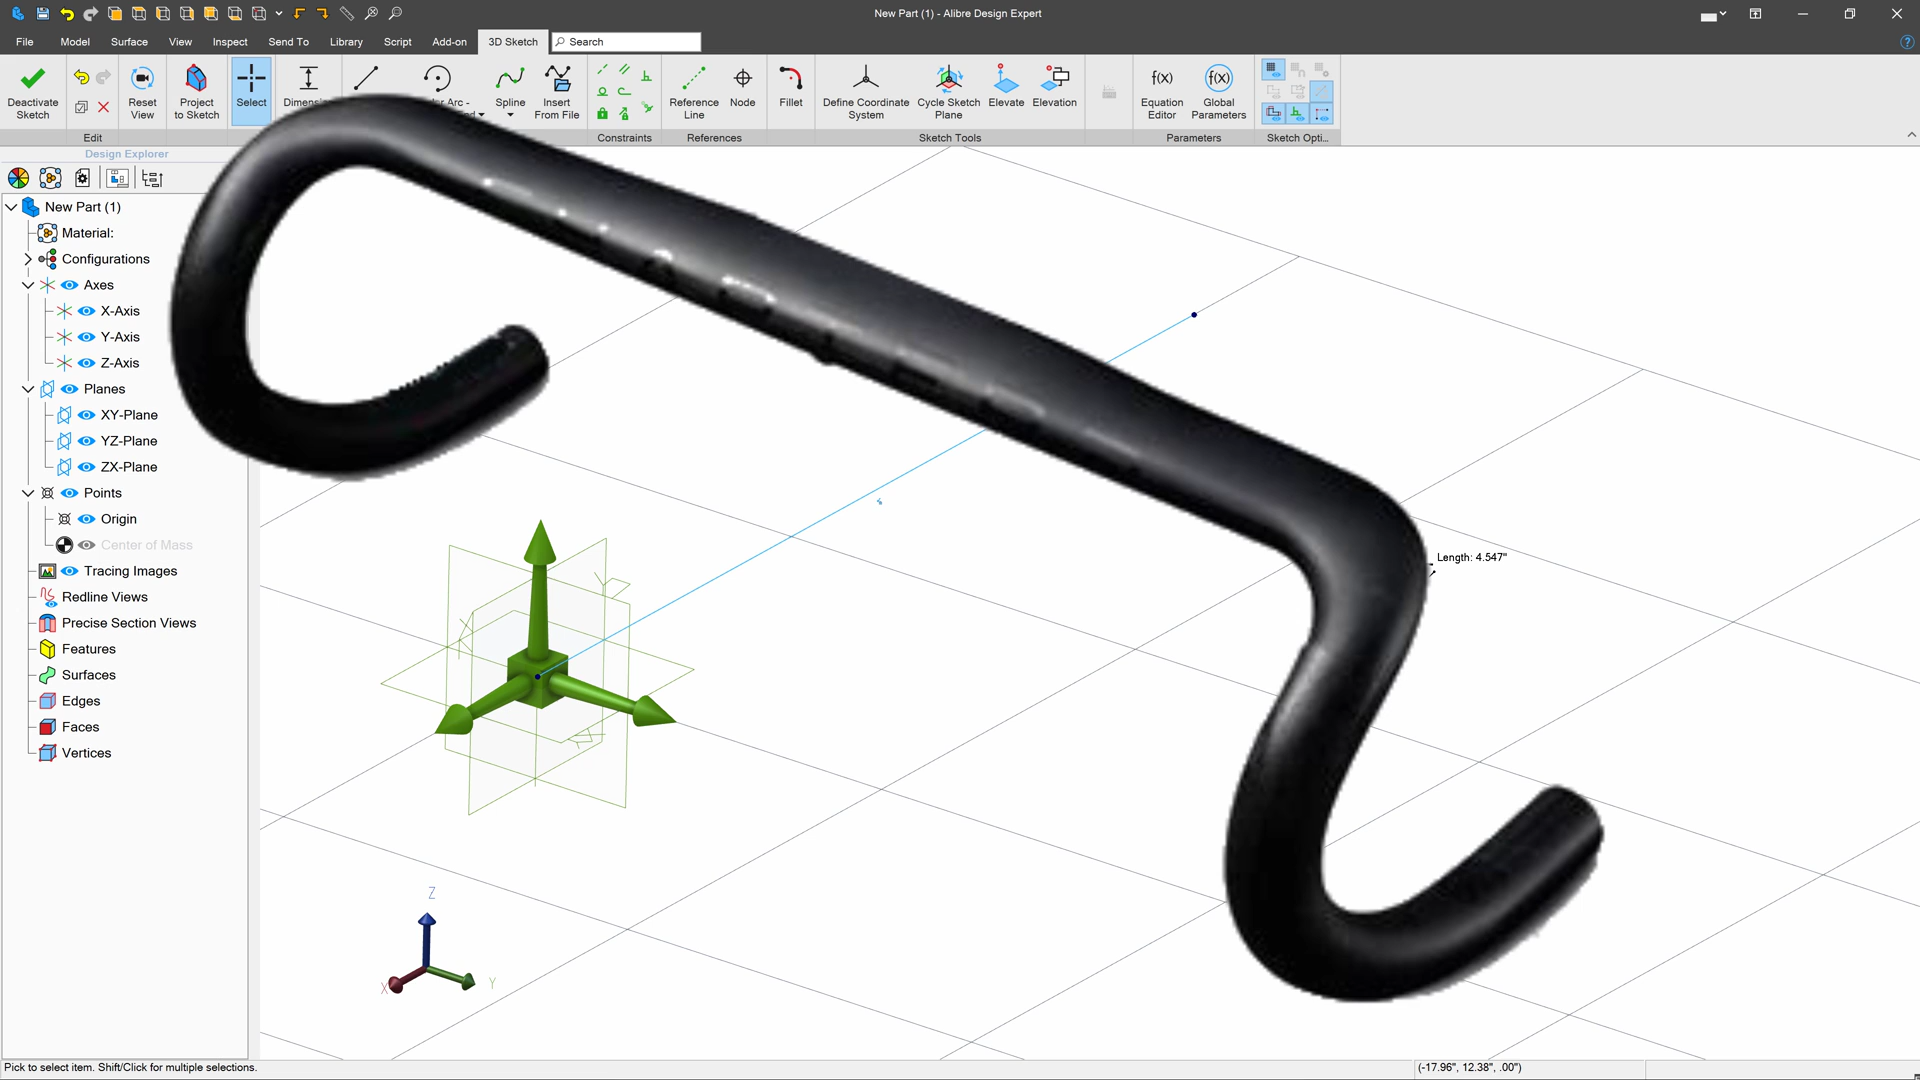 New Part (1) - Alibre Design Expert
File Model Surface View Inspect Send To Library Script Add-on 3D Sketch Search
Deactivate Sketch
Reset View
Project to Sketch
Select
Spline
Insert From File
Reference Line
Node
Fillet
Define Coordinate System
Cycle Sketch Plane
Elevate
Elevation
f(x)
Equation Editor
f(x)
Global Parameters
Edit
Constraints
References
Sketch Tools
Parameters
Sketch Opti...
Design Explorer
New Part (1)
Material:
Configurations
Axes
X-Axis
Y-Axis
Z-Axis
Planes
XY-Plane
YZ-Plane
ZX-Plane
Points
Origin
Center of Mass
Tracing Images
Redline Views
Precise Section Views
Features
Surfaces
Edges
Faces
Vertices
Length: 4.547"
Z
X
Y
Pick to select item. Shift/Click for multiple selections.
(-17.96", 12.38", .00")